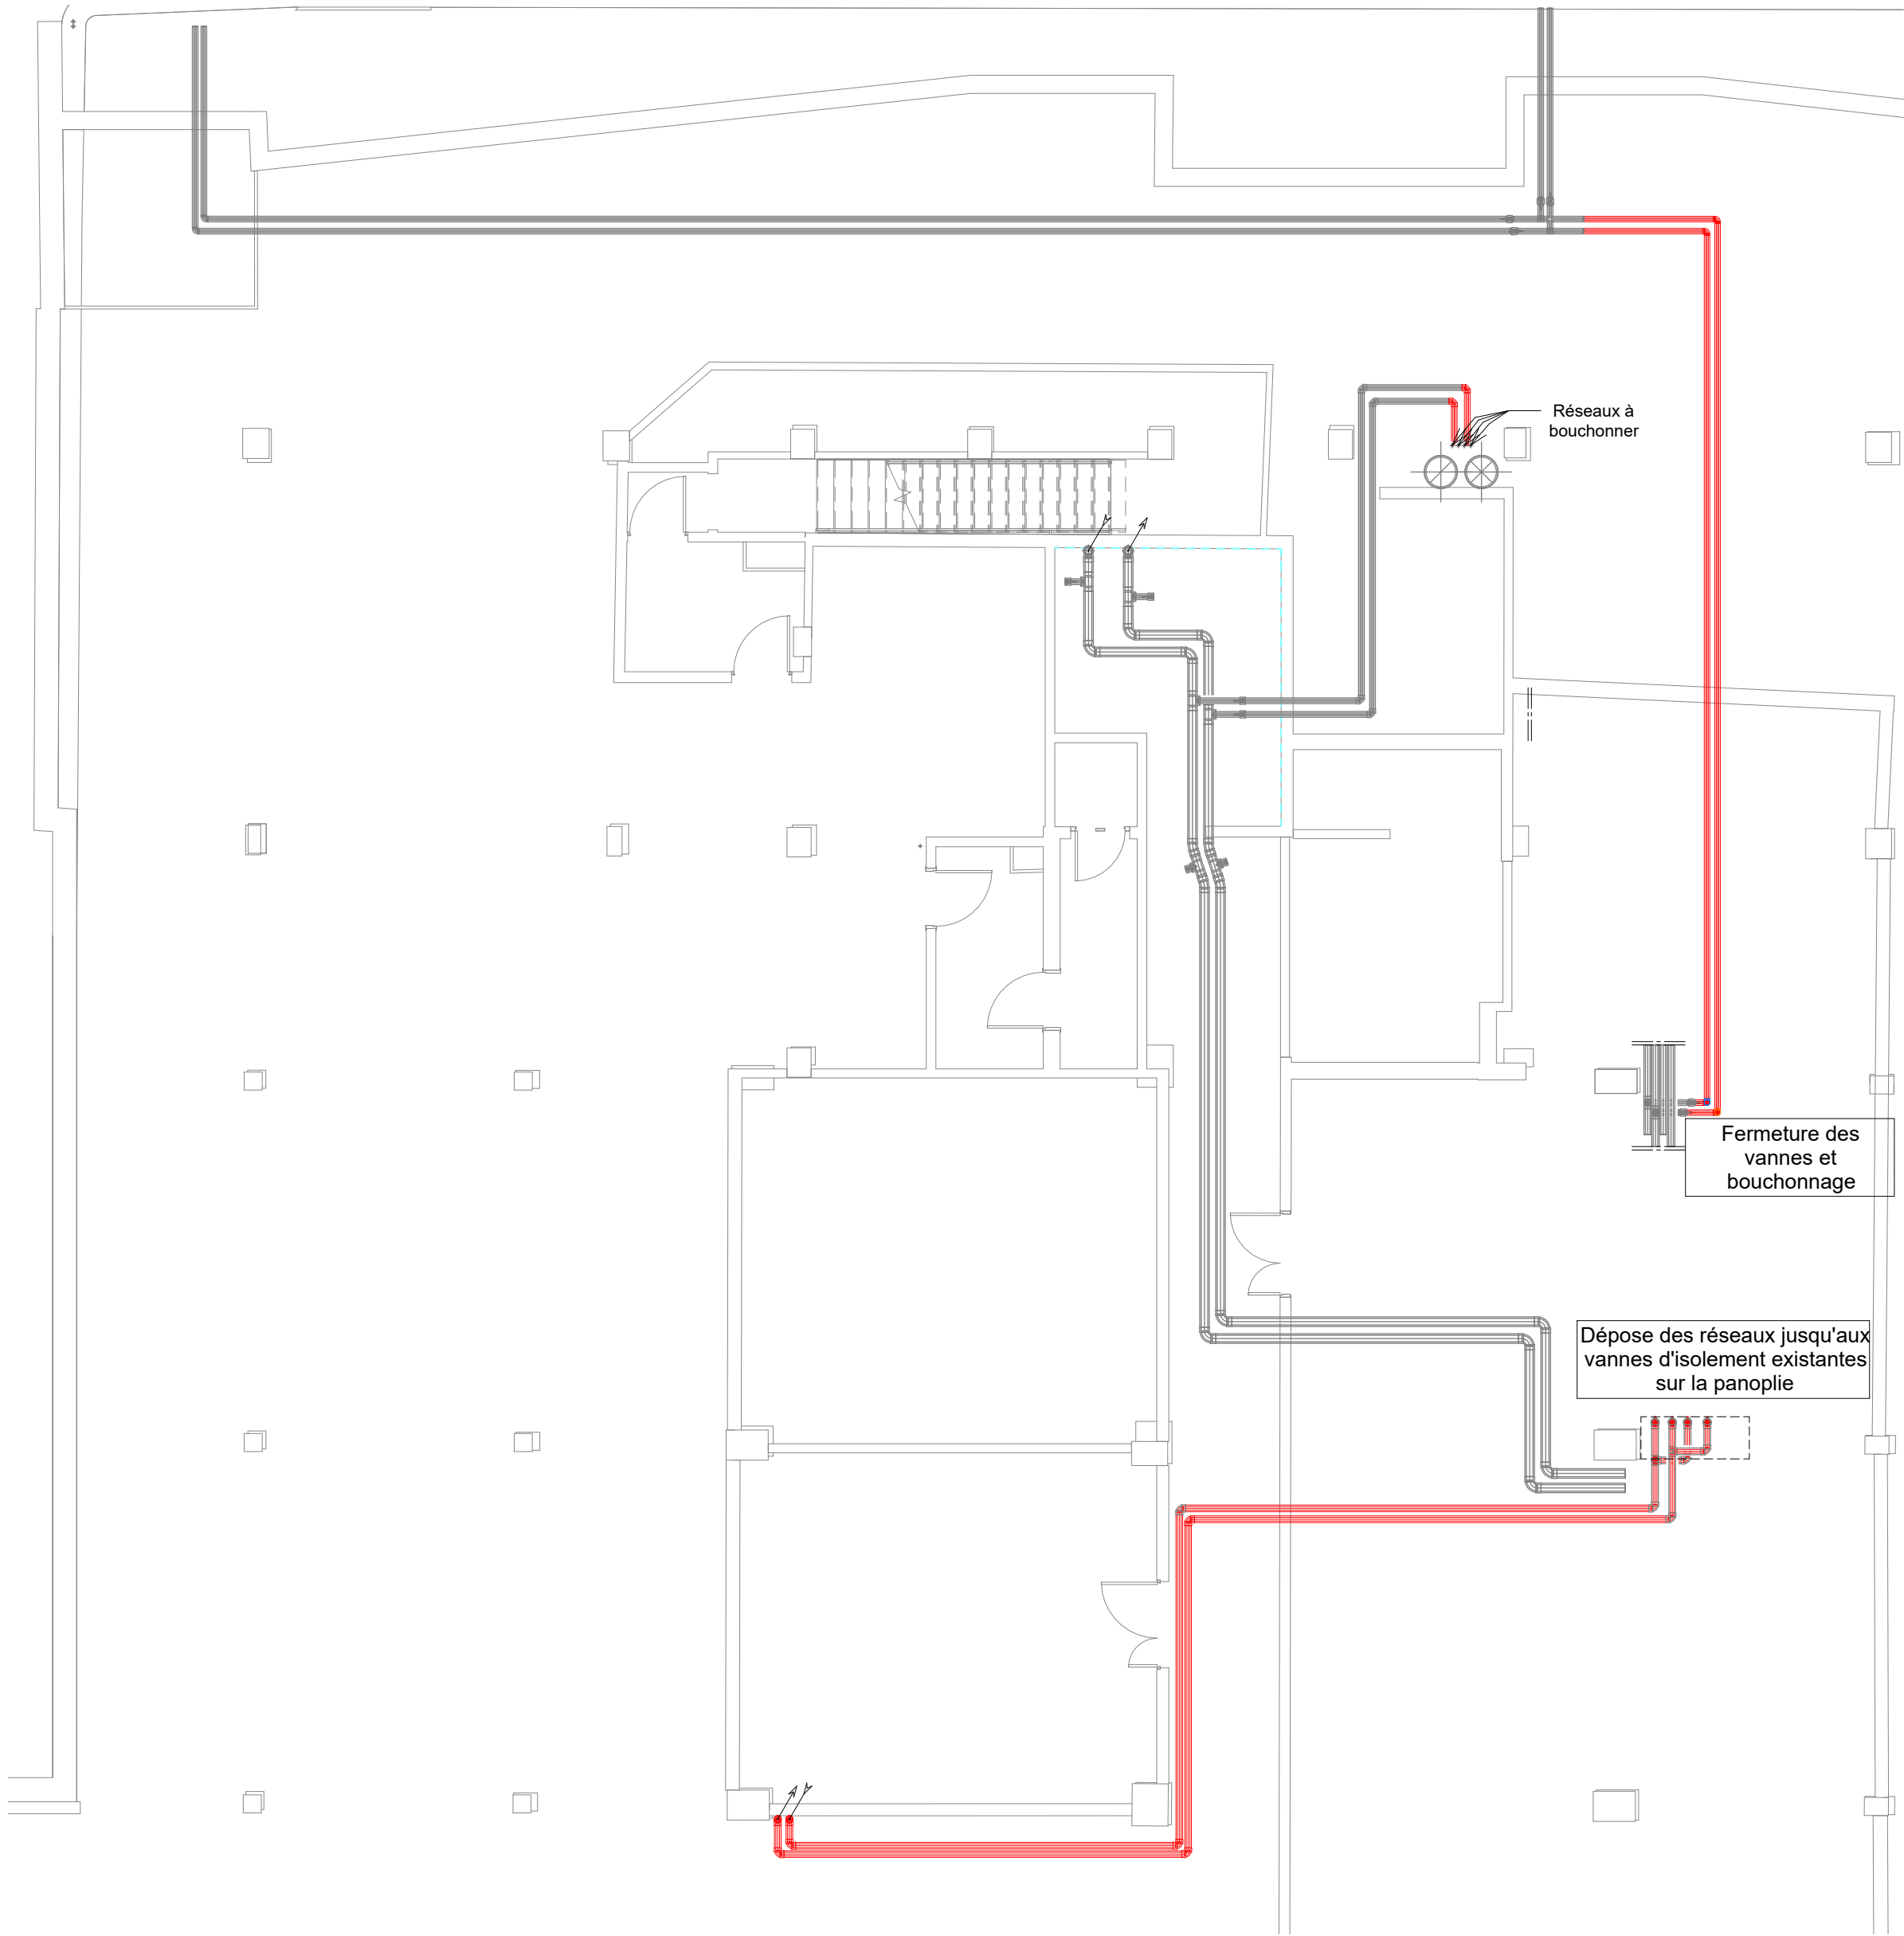 Réseaux à
bouchonner
Fermeture des
vannes et
bouchonnage
Dépose des réseaux jusqu'aux
vannes d'isolement existantes
sur la panoplie